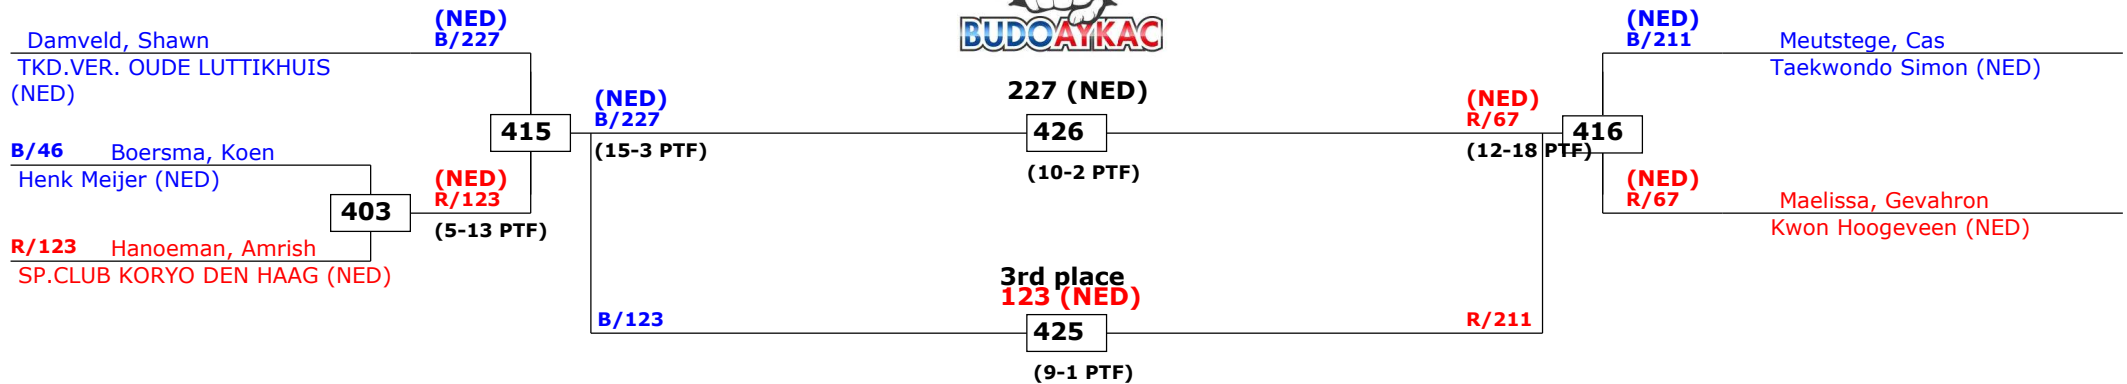 (NED)
B/227
Damveld, Shawn
TKD.VER. OUDE LUTTIKHUIS
(NED)
B/46 Boersma, Koen
Henk Meijer (NED)
403
(NED)
R/123
(5-13 PTF)
R/123 Hanoeman, Amrish
SP.CLUB KORYO DEN HAAG (NED)
415
(NED)
B/227
(15-3 PTF)
BUDOAYKAC
227 (NED)
426
(10-2 PTF)
3rd place
123 (NED)
B/123
425
R/211
(9-1 PTF)
(NED)
R/67
(12-18 PTF)
416
(NED)
B/211
Meutstege, Cas
Taekwondo Simon (NED)
(NED)
R/67
Maelissa, Gevahron
Kwon Hoogeveen (NED)